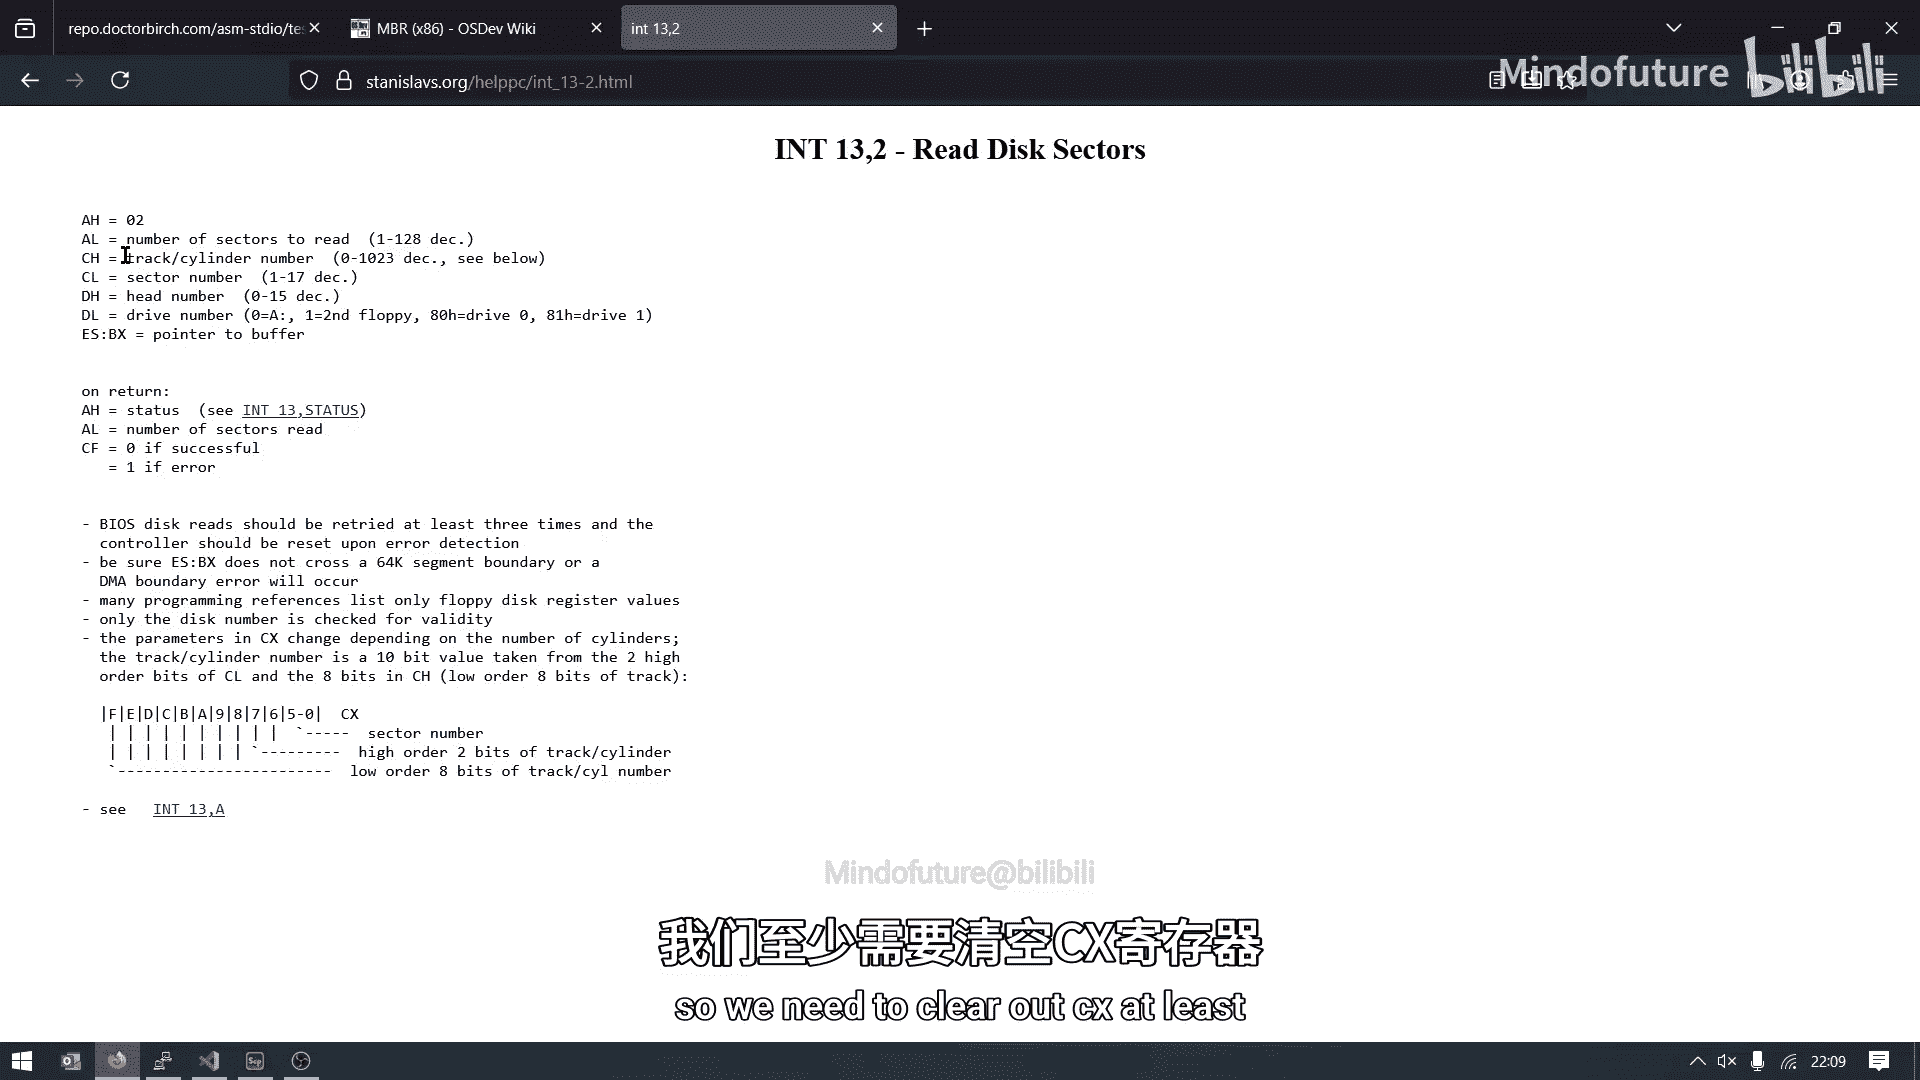 repo.doctorbirch.com/asm-stdio/te
MBR (x86) - OSDev Wiki
int 13,2
stanislavs.org/helppc/int_13-2.html
Mindofuture bilibili
INT 13,2 - Read Disk Sectors
AH = 02
AL = number of sectors to read (1-128 dec.)
CH = track/cylinder number (0-1023 dec., see below)
CL = sector number (1-17 dec.)
DH = head number (0-15 dec.)
DL = drive number (0=A:, 1=2nd floppy, 80h=drive 0, 81h=drive 1)
ES:BX = pointer to buffer
on return:
AH = status (see INT 13,STATUS)
AL = number of sectors read
CF = 0 if successful
= 1 if error
- BIOS disk reads should be retried at least three times and the
controller should be reset upon error detection
- be sure ES:BX does not cross a 64K segment boundary or a
DMA boundary error will occur
- many programming references list only floppy disk register values
- only the disk number is checked for validity
- the parameters in CX change depending on the number of cylinders;
the track/cylinder number is a 10 bit value taken from the 2 high
order bits of CL and the 8 bits in CH (low order 8 bits of track):
|F|E|D|C|B|A|9|8|7|6|5-0| CX
| | | | | | | | | | `----- sector number
| | | | | | | | `--------- high order 2 bits of track/cylinder
`------------------------ low order 8 bits of track/cyl number
- see INT 13,A
Mindofuture@bilibili
我们至少需要清空CX寄存器
so we need to clear out cx at least
22:09